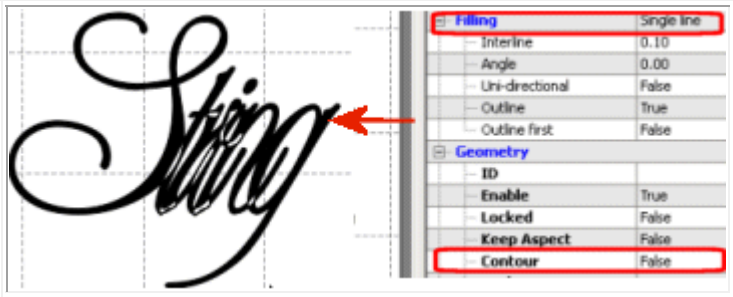 Filling Single line
Interline 0.10
Angle 0.00
Uni-directional False
Outline True
Outline first False
Geometry
ID
Enable True
Locked False
Keep Aspect False
Contour False